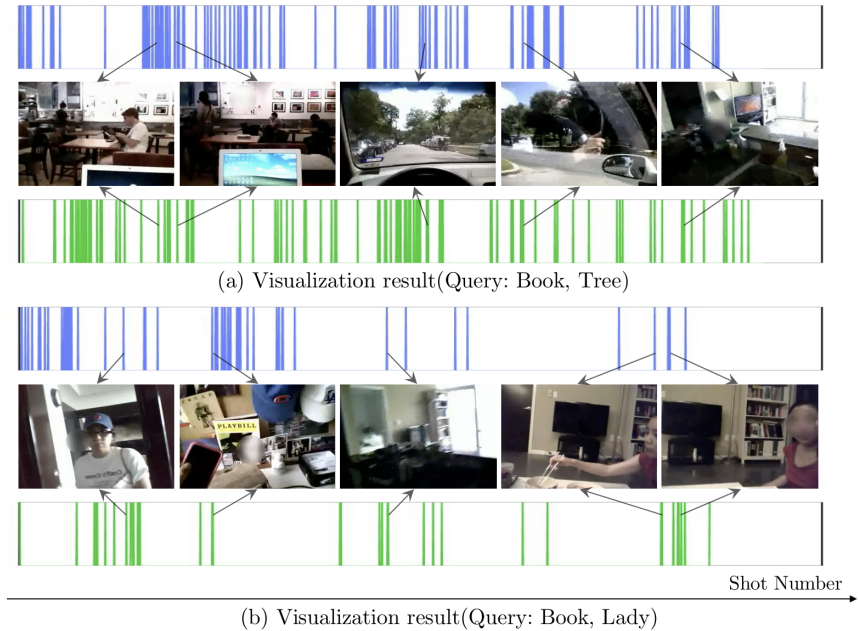 (a) Visualization result(Query: Book, Tree)
PLAYBILL
Shot Number
(b) Visualization result(Query: Book, Lady)